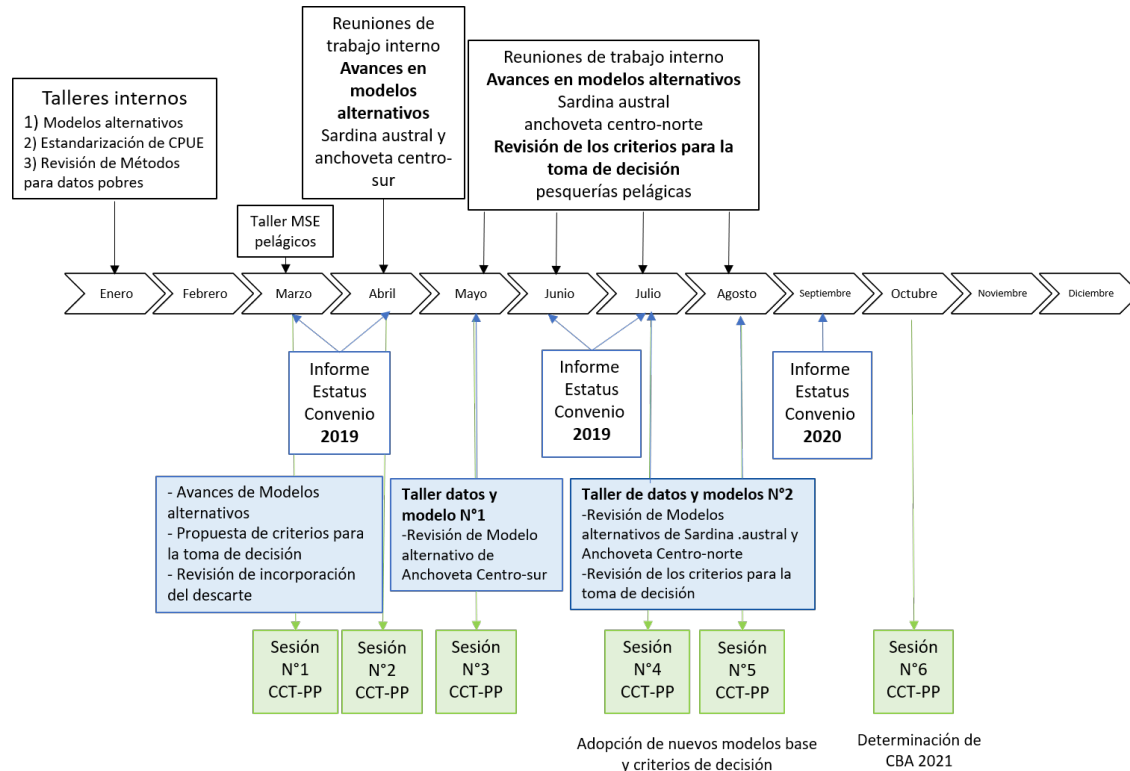 Talleres internos
1) Modelos alternativos
2) Estandarización de CPUE
3) Revisión de Métodos
para datos pobres
Reuniones de
trabajo interno
Avances en
modelos
alternativos
Sardina austral y
anchoveta centro-
sur
Reuniones de trabajo interno
Avances en modelos alternativos
Sardina austral
anchoveta centro-norte
Revisión de los criterios para la
toma de decisión
pesquerías pelágicas
Taller MSE
pelágicos
Enero
Febrero
Marzo
Abril
Mayo
Junio
Julio
Agosto
Septiembre
Octubre
Noviembre
Diciembre
Informe
Estatus
Convenio
2019
Informe
Estatus
Convenio
2019
Informe
Estatus
Convenio
2020
- Avances de Modelos
alternativos
- Propuesta de criterios para
la toma de decisión
- Revisión de incorporación
del descarte
Taller datos y
modelo N°1
-Revisión de Modelo
alternativo de
Anchoveta Centro-sur
Taller de datos y modelos N°2
-Revisión de Modelos
alternativos de Sardina .austral y
Anchoveta Centro-norte
-Revisión de los criterios para la
toma de decisión
Sesión
N°1
CCT-PP
Sesión
N°2
CCT-PP
Sesión
N°3
CCT-PP
Sesión
N°4
CCT-PP
Sesión
N°5
CCT-PP
Sesión
N°6
CCT-PP
Adopción de nuevos modelos base
y criterios de decisión
Determinación de
CBA 2021